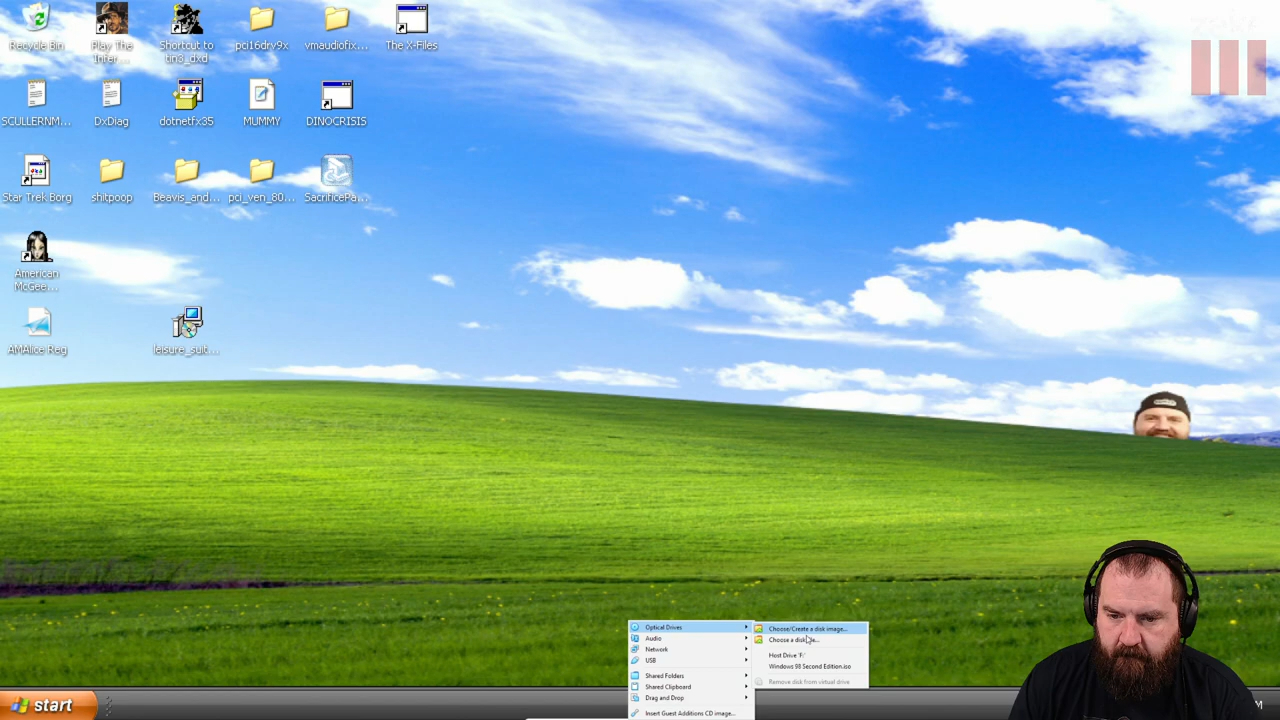 Recycle Bin
Play The
Infer...
Shortcut to
tin3_dxd
pci16drv9x
vmaudiofix...
The X-Files
SCULLERNM...
DxDiag
dotnetfx35
MUMMY
DINOCRISIS
Star Trek Borg
shitpoop
Beavis_and...
pci_ven_80...
SacrificePa...
American
McGee...
AMAlice Reg
leisure_suit...
Optical Drives
Audio
Network
USB
Shared Folders
Shared Clipboard
Drag and Drop
Insert Guest Additions CD image...
Choose/Create a disk image...
Choose a disk
Host Drive 'F:'
Windows 98 Second Edition.iso
Remove disk from virtual drive
start